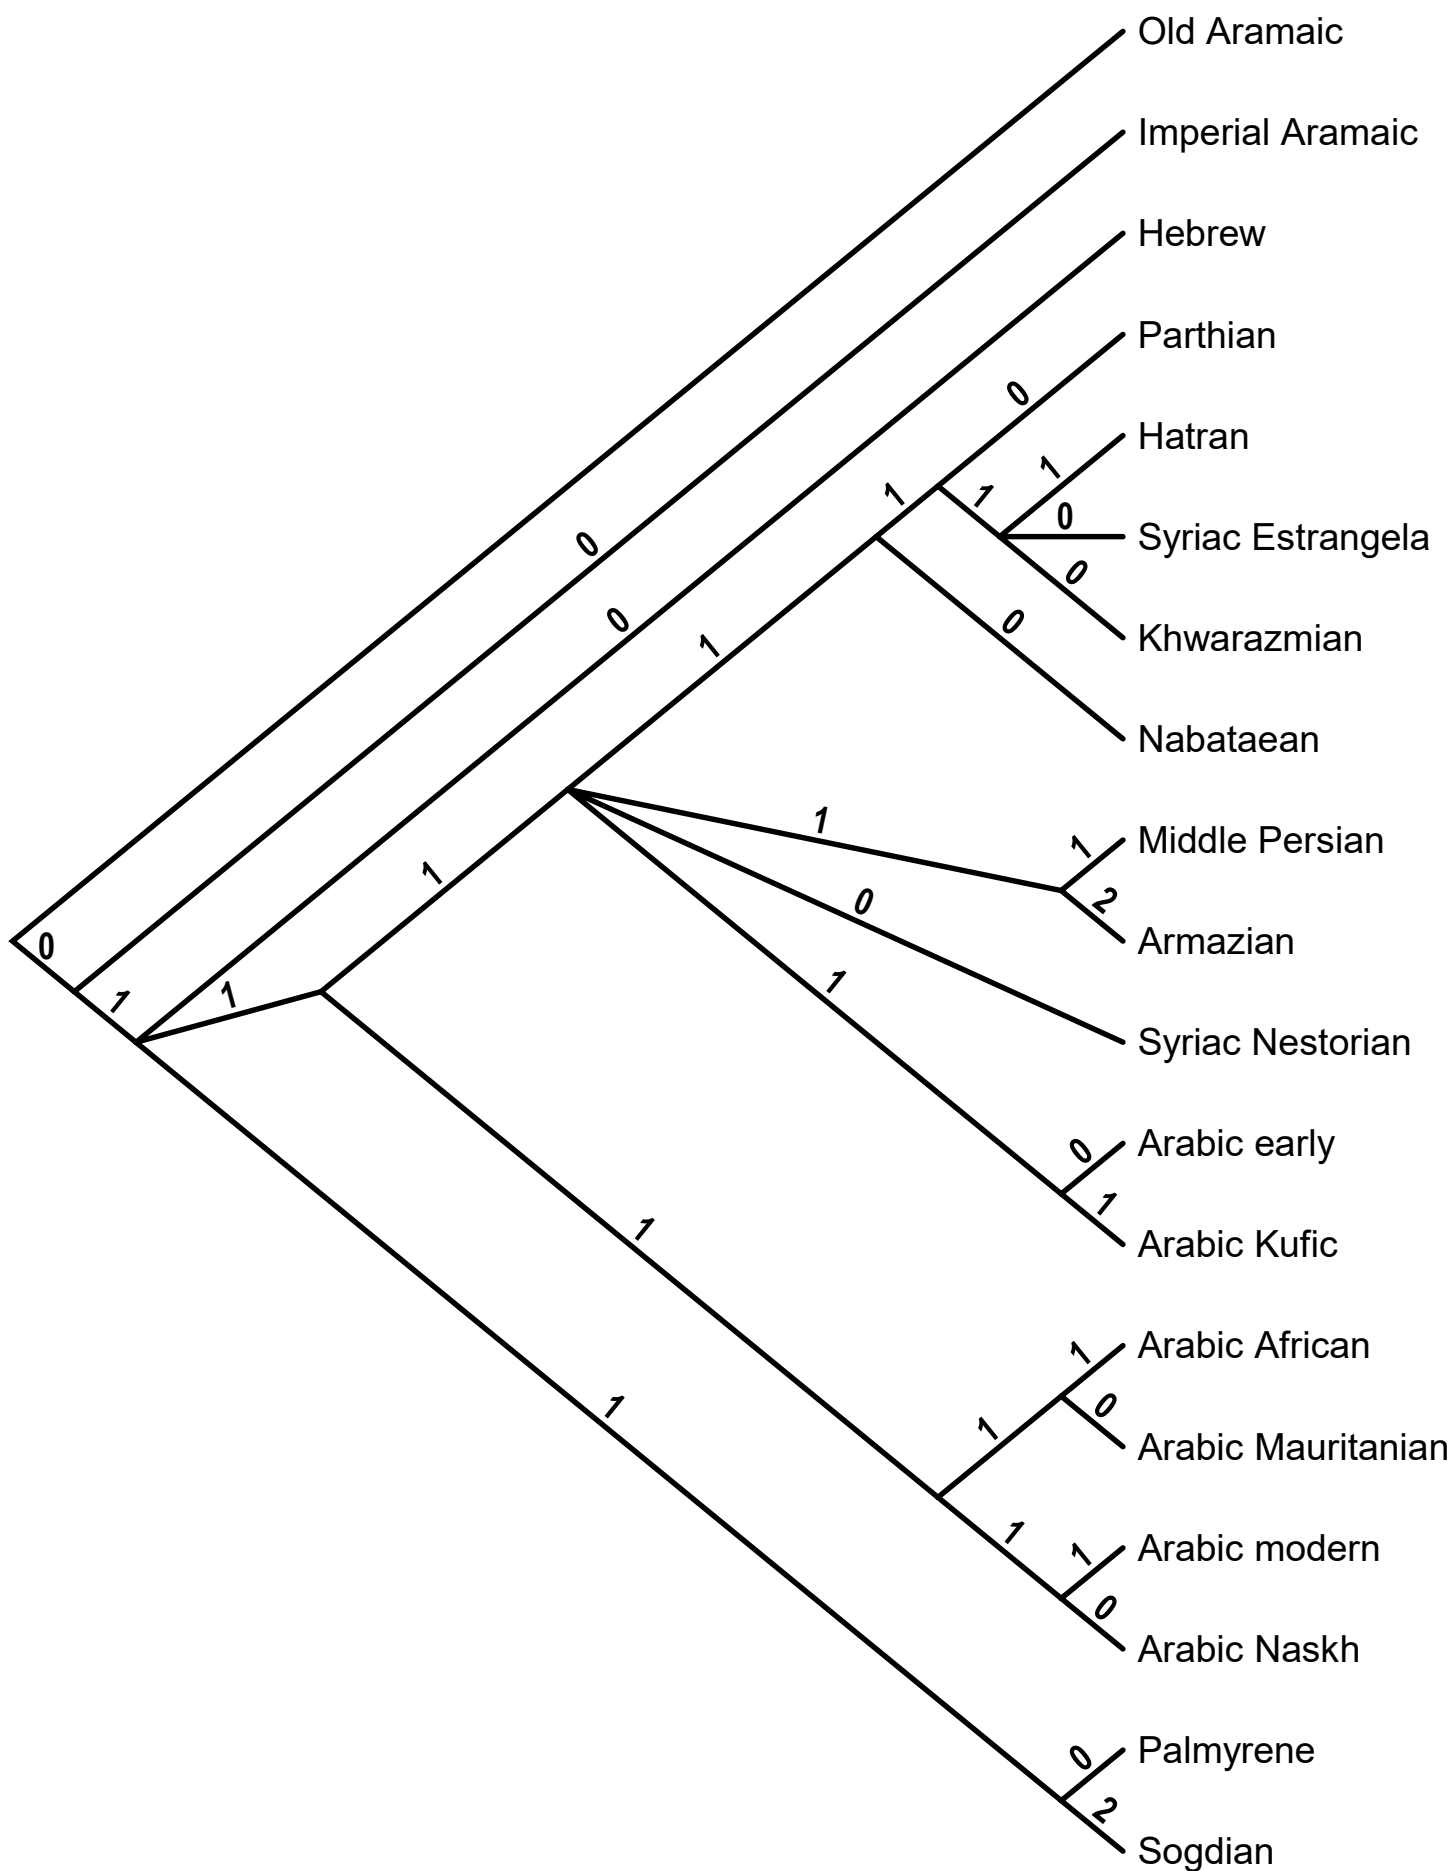 Old Aramaic
Imperial Aramaic
Hebrew
Parthian
0
Hatran
1
1
1
0
Syriac Estrangela
0
0
Khwarazmian
0
0
1
Nabataean
1
1
Middle Persian
1
0
2
Armazian
0
1
1
1
Syriac Nestorian
0
Arabic early
1
1
Arabic Kufic
1
Arabic African
1
0
1
Arabic Mauritanian
1
1
Arabic modern
0
Arabic Naskh
0
Palmyrene
2
Sogdian